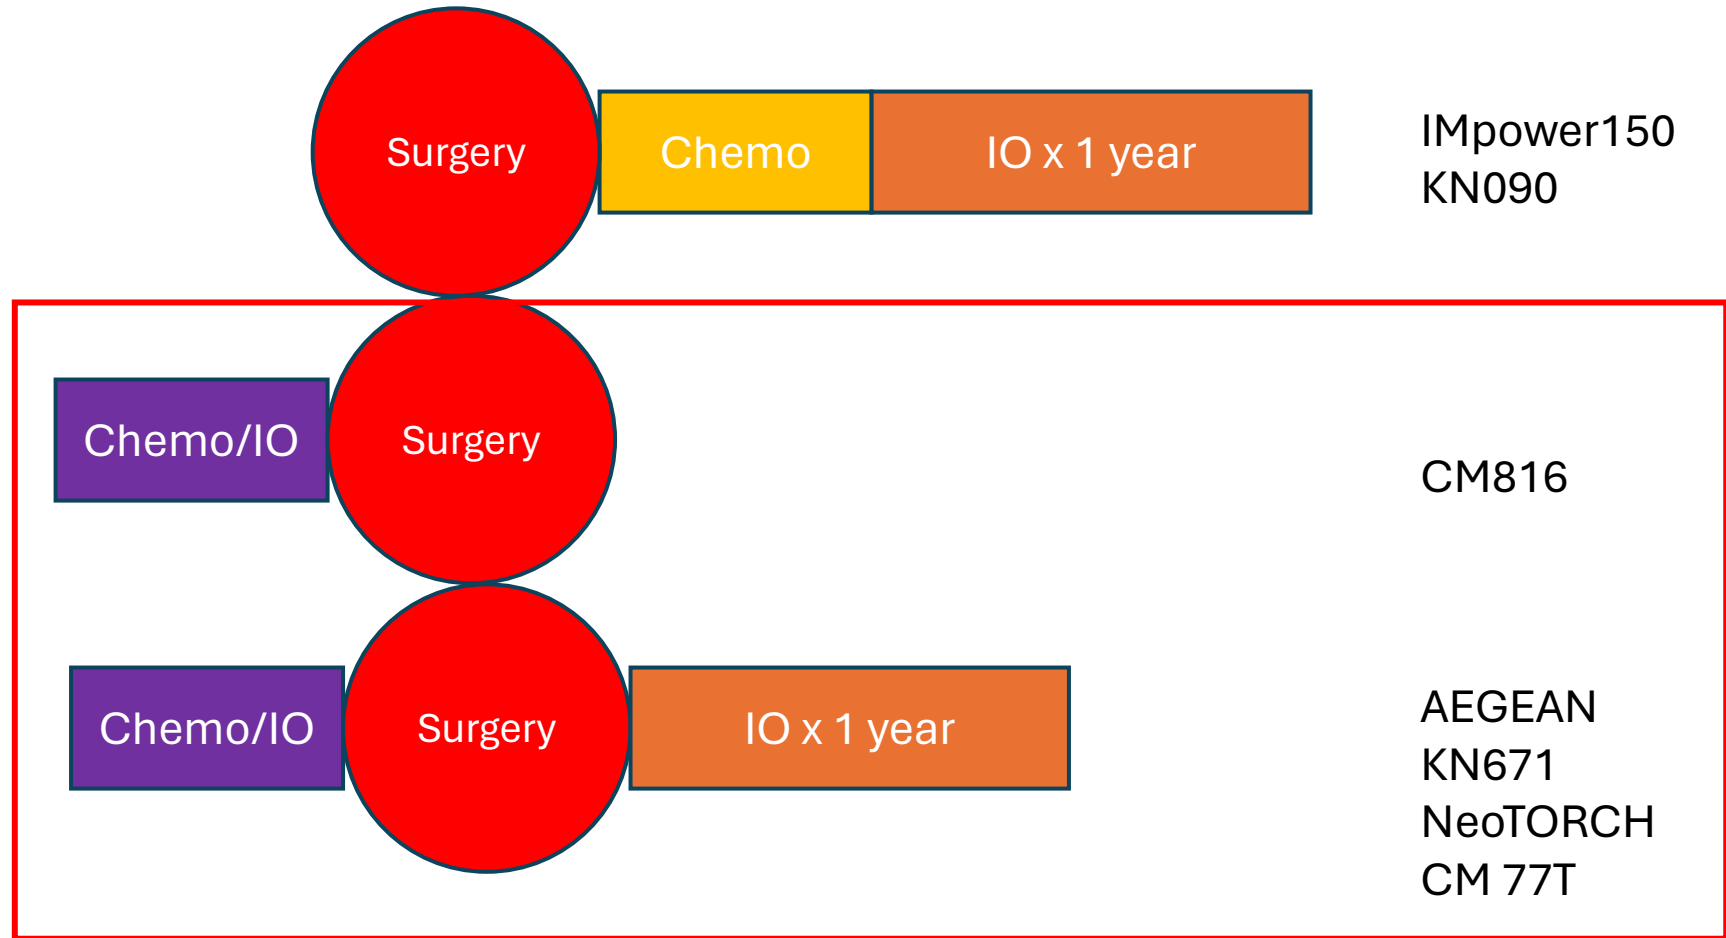 Surgery
Chemo
IO x 1 year
IMpower150
KN090
Chemo/IO
Surgery
CM816
Chemo/IO
Surgery
IO x 1 year
AEGEAN
KN671
NeoTORCH
CM 77T